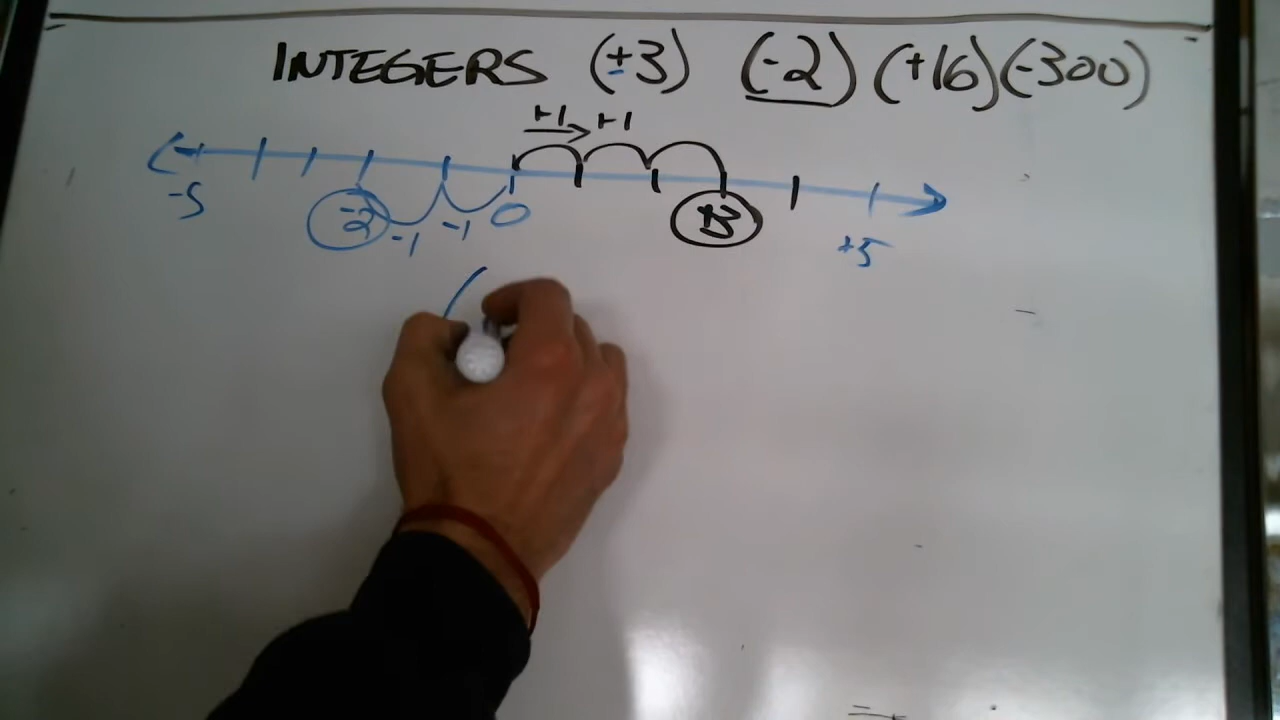 INTEGERS (+3) (-2) (+16) (-300)
+1 +1
-5 -2 -1 -1 0 +3 +5
(